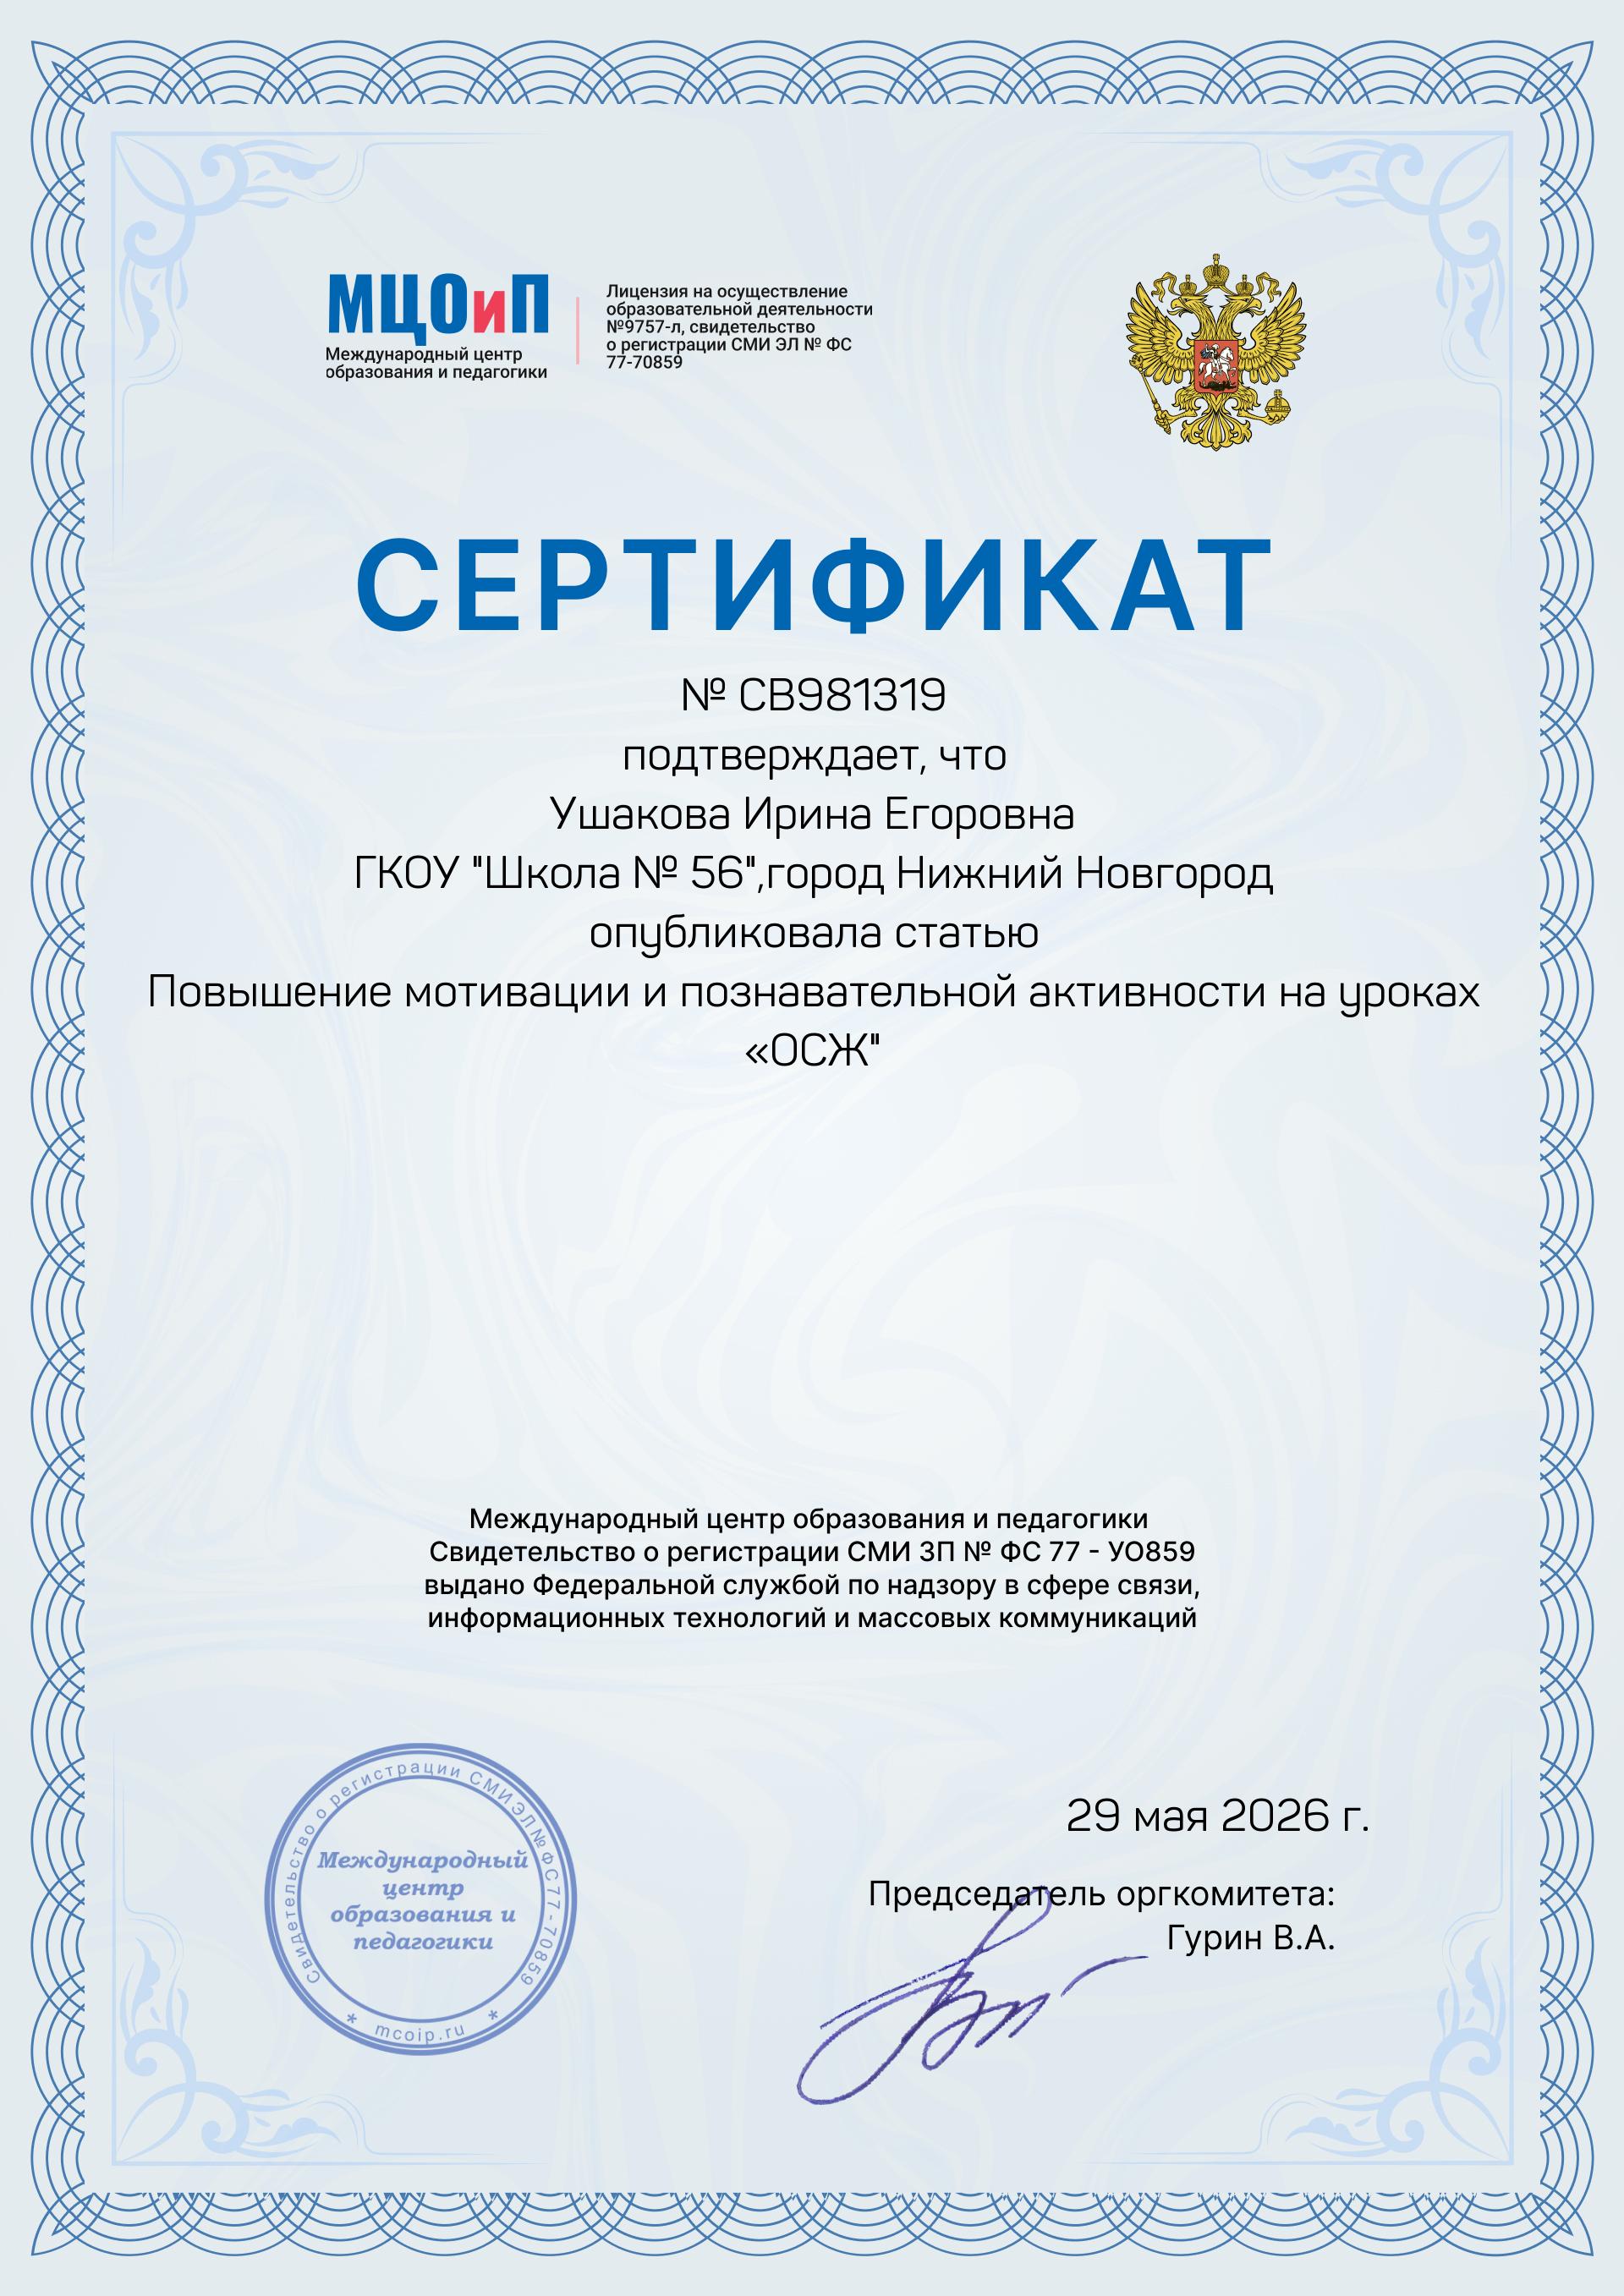 МЦОиП
Международный центр
образования и педагогики
Лицензия на осуществление
образовательной деятельности
№9757-л, свидетельство
о регистрации СМИ ЭЛ № ФС
77-70859
СЕРТИФИКАТ
№ СВ981319
подтверждает, что
Ушакова Ирина Егоровна
ГКОУ "Школа № 56",город Нижний Новгород
опубликовала статью
Повышение мотивации и познавательной активности на уроках
«ОСЖ"
Международный центр образования и педагогики
Свидетельство о регистрации СМИ ЗП № ФС 77 - УО859
выдано Федеральной службой по надзору в сфере связи,
информационных технологий и массовых коммуникаций
Свидетельство о регистрации СМИ ЭЛ № ФС 77-70859
Международный
центр
образования и
педагогики
* mcoip.ru *
29 мая 2026 г.
Председатель оргкомитета:
Гурин В.А.